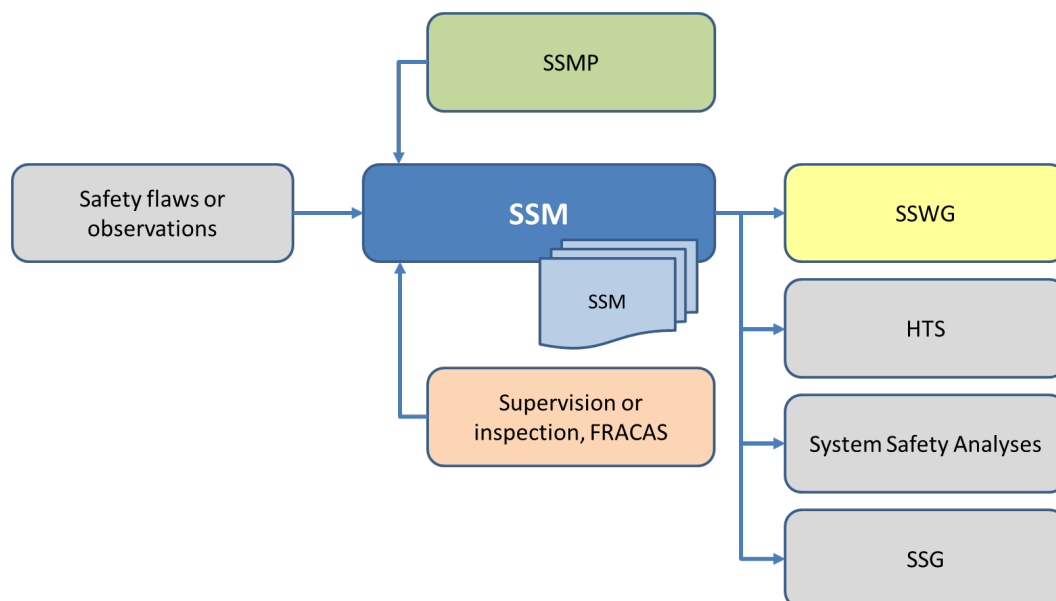 SSMP
Safety flaws or
observations
SSM
SSWG
SSM
HTS
Supervision or
inspection, FRACAS
System Safety Analyses
SSG